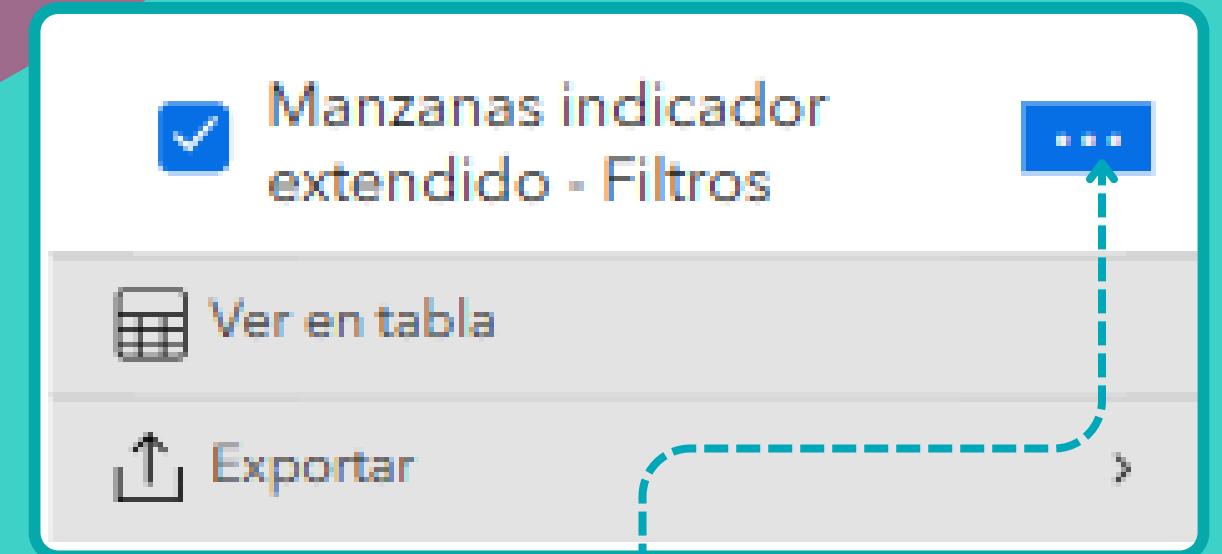 Manzanas indicador
extendido - Filtros
Ver en tabla
Exportar